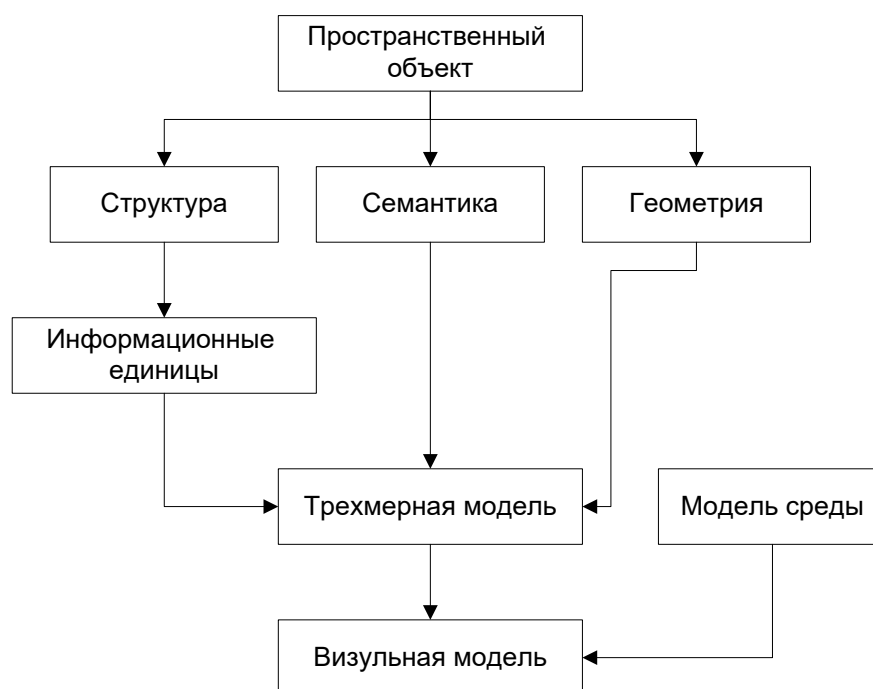 Пространственный
объект
Структура
Семантика
Геометрия
Информационные
единицы
Трехмерная модель
Модель среды
Визульная модель